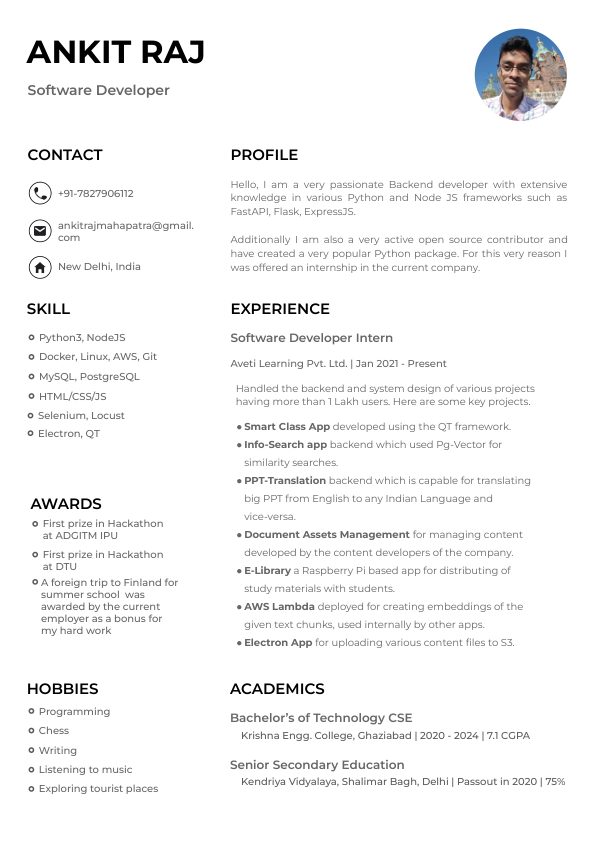 ANKIT RAJ
Software Developer
CONTACT
+91-7827906112
ankitrajmahapatra@gmail.
com
New Delhi, India
SKILL
Python3, NodeJS
Docker, Linux, AWS, Git
MySQL, PostgreSQL
HTML/CSS/JS
Selenium, Locust
Electron, QT
AWARDS
First prize in Hackathon
at ADGITM IPU
First prize in Hackathon
at DTU
A foreign trip to Finland for
summer school  was
awarded by the current
employer as a bonus for
my hard work
HOBBIES
Programming
Chess
Writing
Listening to music
Exploring tourist places
PROFILE
Hello, I am a very passionate Backend developer with extensive
knowledge in various Python and Node JS frameworks such as
FastAPI, Flask, ExpressJS.
Additionally I am also a very active open source contributor and
have created a very popular Python package. For this very reason I
was offered an internship in the current company.
EXPERIENCE
Software Developer Intern
Aveti Learning Pvt. Ltd. | Jan 2021 - Present
Handled the backend and system design of various projects
having more than 1 Lakh users. Here are some key projects.
● Smart Class App developed using the QT framework.
● Info-Search app backend which used Pg-Vector for
similarity searches.
● PPT-Translation backend which is capable for translating
big PPT from English to any Indian Language and
vice-versa.
● Document Assets Management for managing content
developed by the content developers of the company.
● E-Library a Raspberry Pi based app for distributing of
study materials with students.
● AWS Lambda deployed for creating embeddings of the
given text chunks, used internally by other apps.
● Electron App for uploading various content files to S3.
ACADEMICS
Bachelor’s of Technology CSE
Krishna Engg. College, Ghaziabad | 2020 - 2024 | 7.1 CGPA
Senior Secondary Education
Kendriya Vidyalaya, Shalimar Bagh, Delhi | Passout in 2020 | 75%